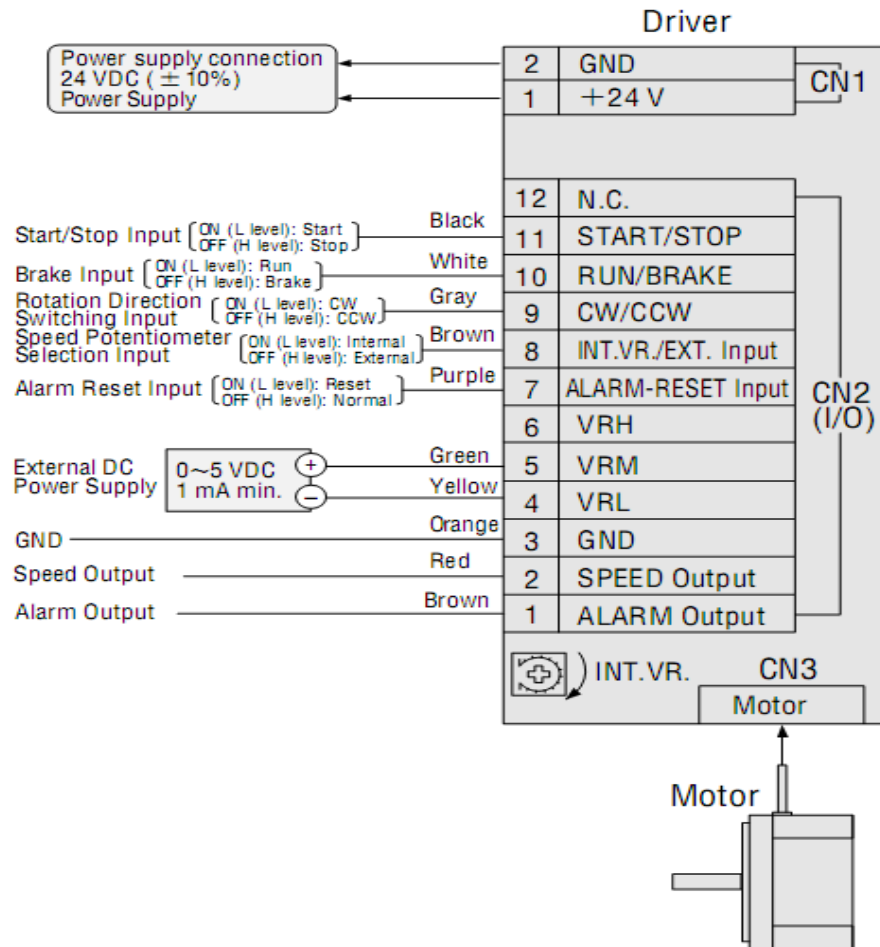 Driver
Power supply connection
24 VDC ( ± 10%)
Power Supply
2 GND
1 +24 V
CN1
12 N.C.
Start/Stop Input ON (L level): Start
OFF (H level): Stop
Black
11 START/STOP
Brake Input ON (L level): Run
OFF (H level): Brake
White
10 RUN/BRAKE
Rotation Direction
Switching Input
ON (L level): CW
OFF (H level): CCW
Gray
9 CW/CCW
Speed Potentiometer
Selection Input
ON (L level): Internal
OFF (H level): External
Brown
8 INT.VR./EXT. Input
Alarm Reset Input ON (L level): Reset
OFF (H level): Normal
Purple
7 ALARM-RESET Input
CN2
(I/O)
6 VRH
External DC
Power Supply
0~5 VDC
1 mA min.
+
−
Green
5 VRM
Yellow
4 VRL
GND
Orange
3 GND
Speed Output
Red
2 SPEED Output
Alarm Output
Brown
1 ALARM Output
INT.VR.
CN3
Motor
Motor